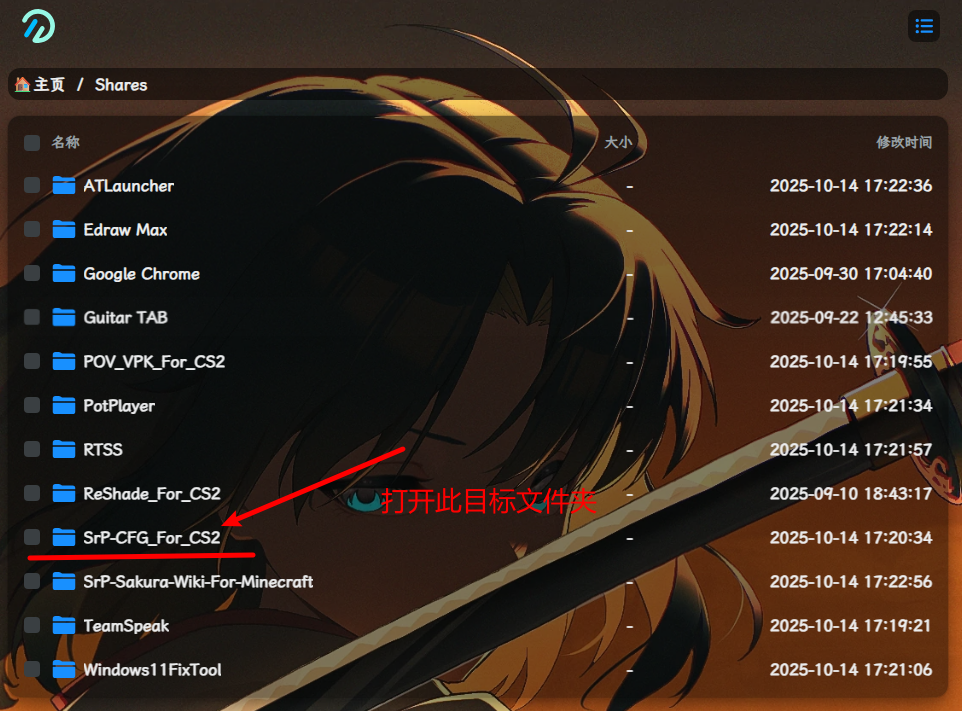 主页 / Shares
名称 大小 修改时间
ATLauncher - 2025-10-14 17:22:36
Edraw Max - 2025-10-14 17:22:14
Google Chrome - 2025-09-30 17:04:40
Guitar TAB - 2025-09-22 12:45:33
POV_VPK_For_CS2 - 2025-10-14 17:19:55
PotPlayer - 2025-10-14 17:21:34
RTSS - 2025-10-14 17:21:57
ReShade_For_CS2 - 2025-09-10 18:43:17
打开此目标文件夹
SrP-CFG_For_CS2 - 2025-10-14 17:20:34
SrP-Sakura-Wiki-For-Minecraft - 2025-10-14 17:22:56
TeamSpeak - 2025-10-14 17:19:21
Windows11FixTool - 2025-10-14 17:21:06